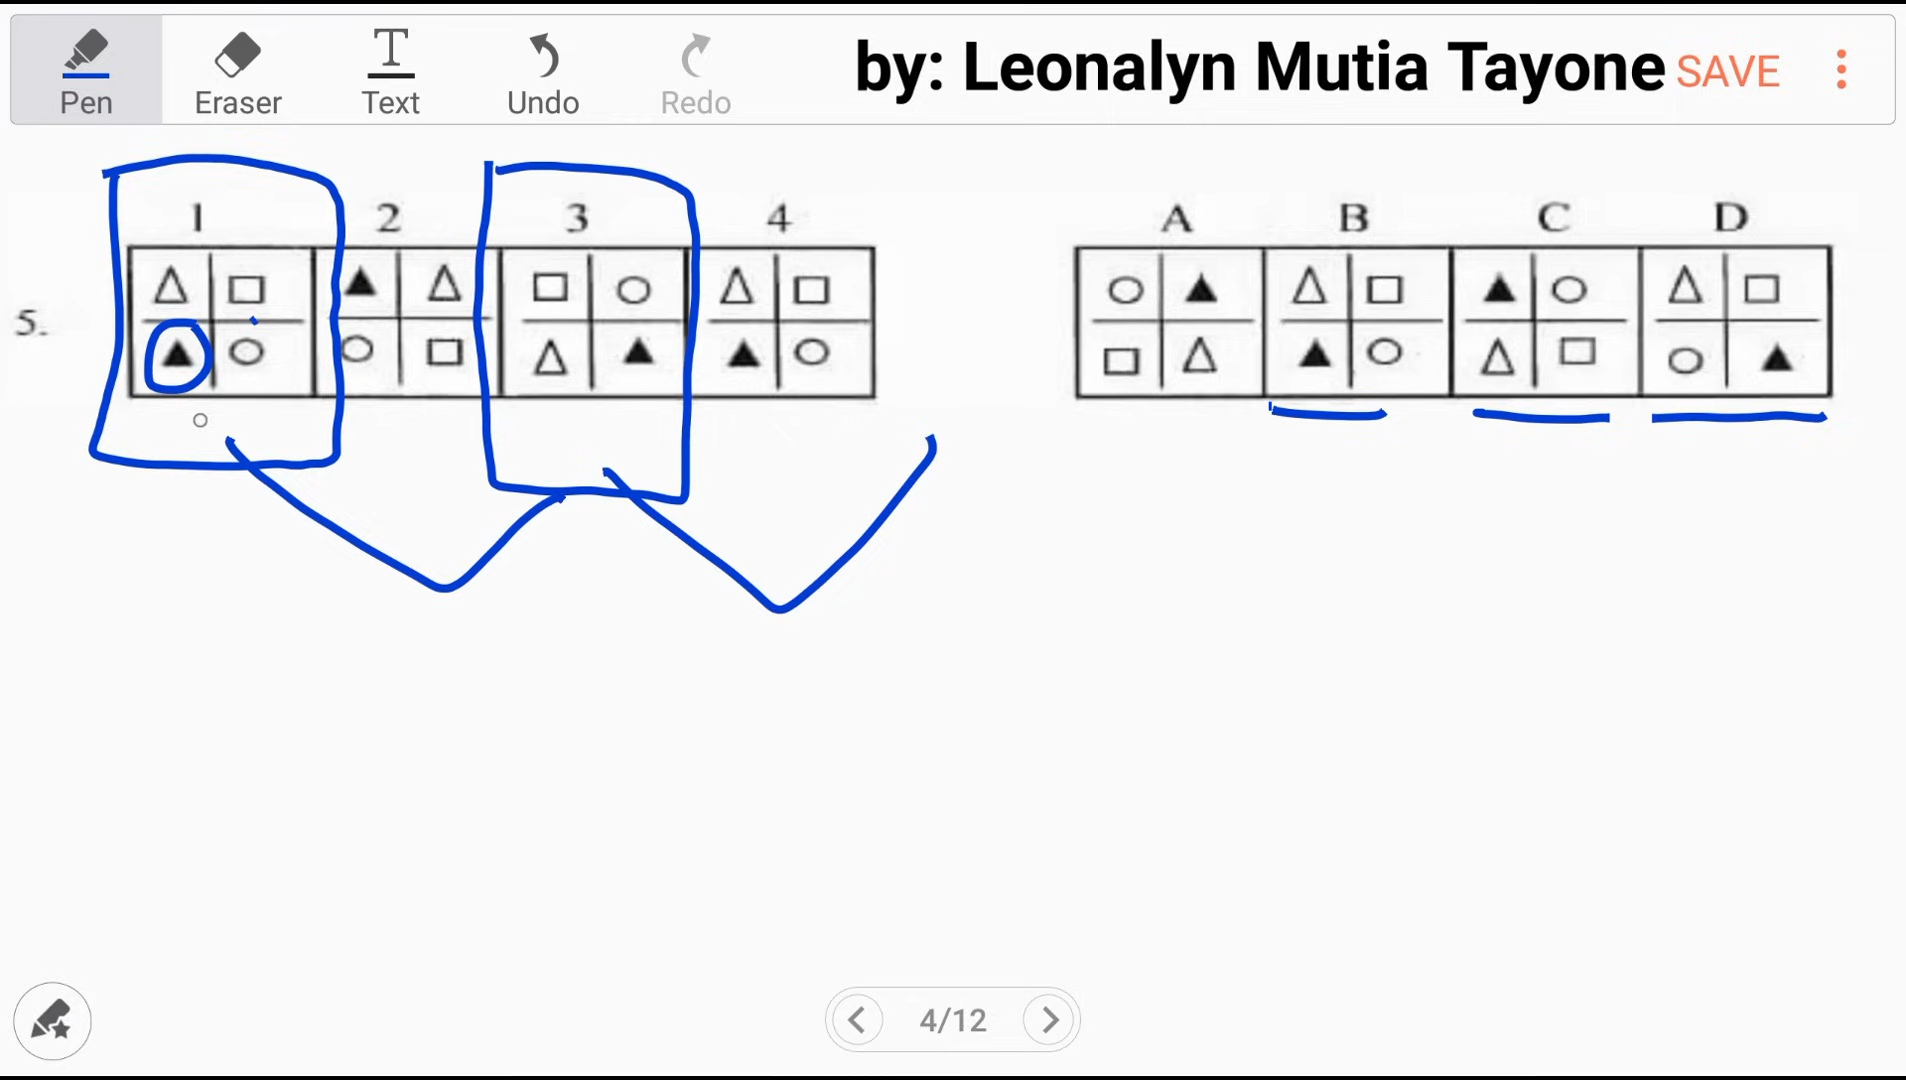 Pen Eraser Text Undo Redo by: Leonalyn Mutia Tayone SAVE
1 2 3 4 A B C D
5.
4/12